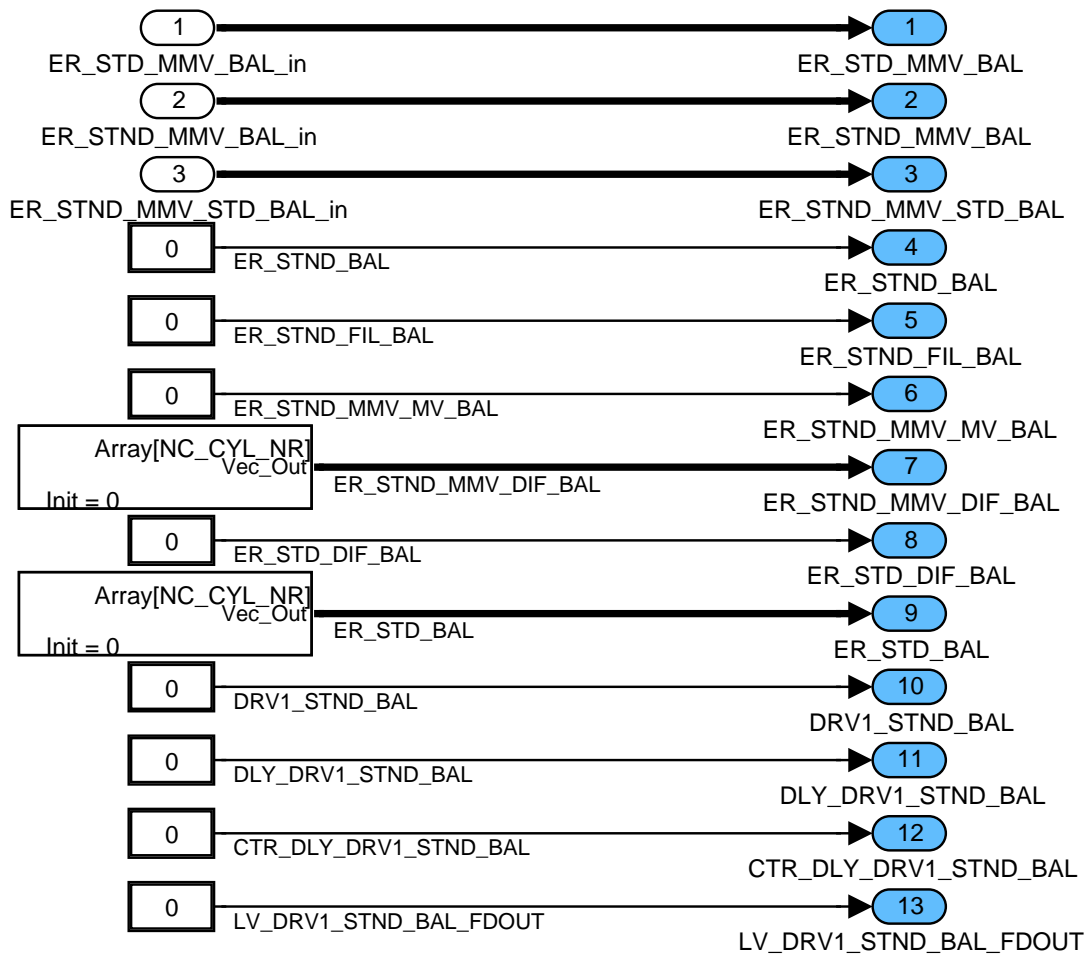 1 1
ER_STD_MMV_BAL_in ER_STD_MMV_BAL
2 2
ER_STND_MMV_BAL_in ER_STND_MMV_BAL
3 3
ER_STND_MMV_STD_BAL_in ER_STND_MMV_STD_BAL
0 ER_STND_BAL 4
ER_STND_BAL
0 ER_STND_FIL_BAL 5
ER_STND_FIL_BAL
0 ER_STND_MMV_MV_BAL 6
ER_STND_MMV_MV_BAL
Array[NC_CYL_NR]
Vec_Out ER_STND_MMV_DIF_BAL 7
Init = 0 ER_STND_MMV_DIF_BAL
0 ER_STD_DIF_BAL 8
ER_STD_DIF_BAL
Array[NC_CYL_NR]
Vec_Out ER_STD_BAL 9
Init = 0 ER_STD_BAL
0 DRV1_STND_BAL 10
DRV1_STND_BAL
0 DLY_DRV1_STND_BAL 11
DLY_DRV1_STND_BAL
0 CTR_DLY_DRV1_STND_BAL 12
CTR_DLY_DRV1_STND_BAL
0 LV_DRV1_STND_BAL_FDOUT 13
LV_DRV1_STND_BAL_FDOUT